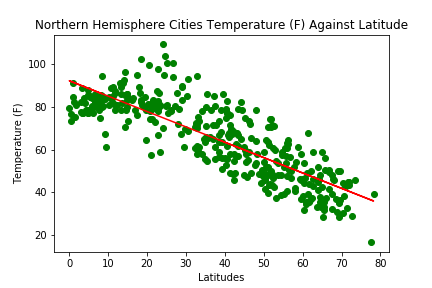 Northern Hemisphere Cities Temperature (F) Against Latitude
100
80
60
40
20
Temperature (F)
0 10 20 30 40 50 60 70 80
Latitudes